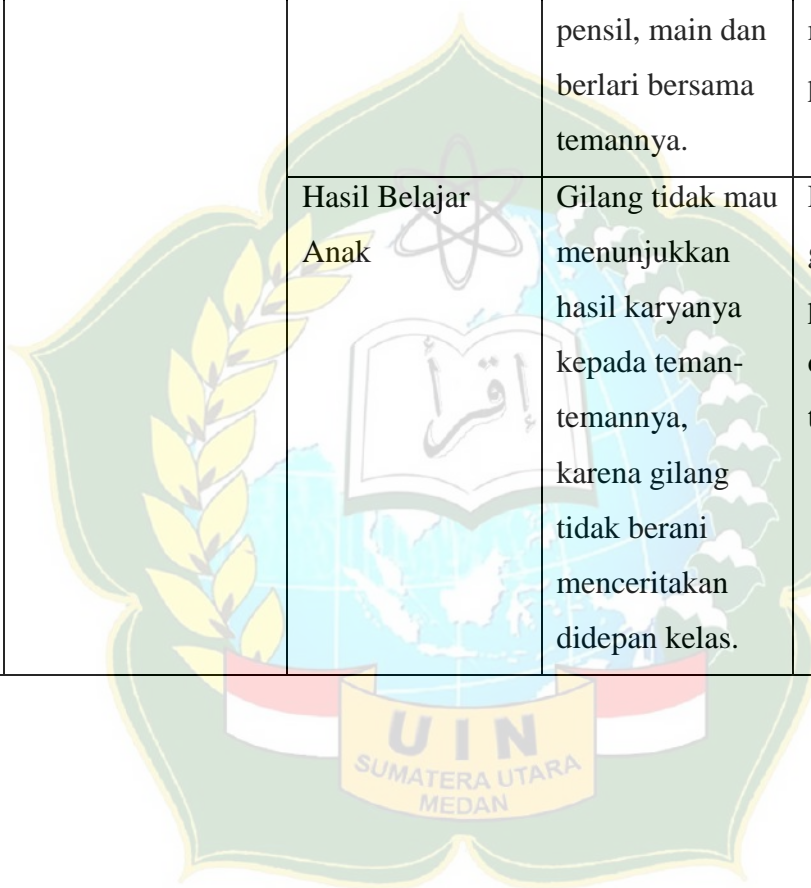 pensil, main dan
berlari bersama
temannya.
Hasil Belajar
Anak
Gilang tidak mau
menunjukkan
hasil karyanya
kepada teman-
temannya,
karena gilang
tidak berani
menceritakan
didepan kelas.
إقرأ
UIN
SUMATERA UTARA
MEDAN